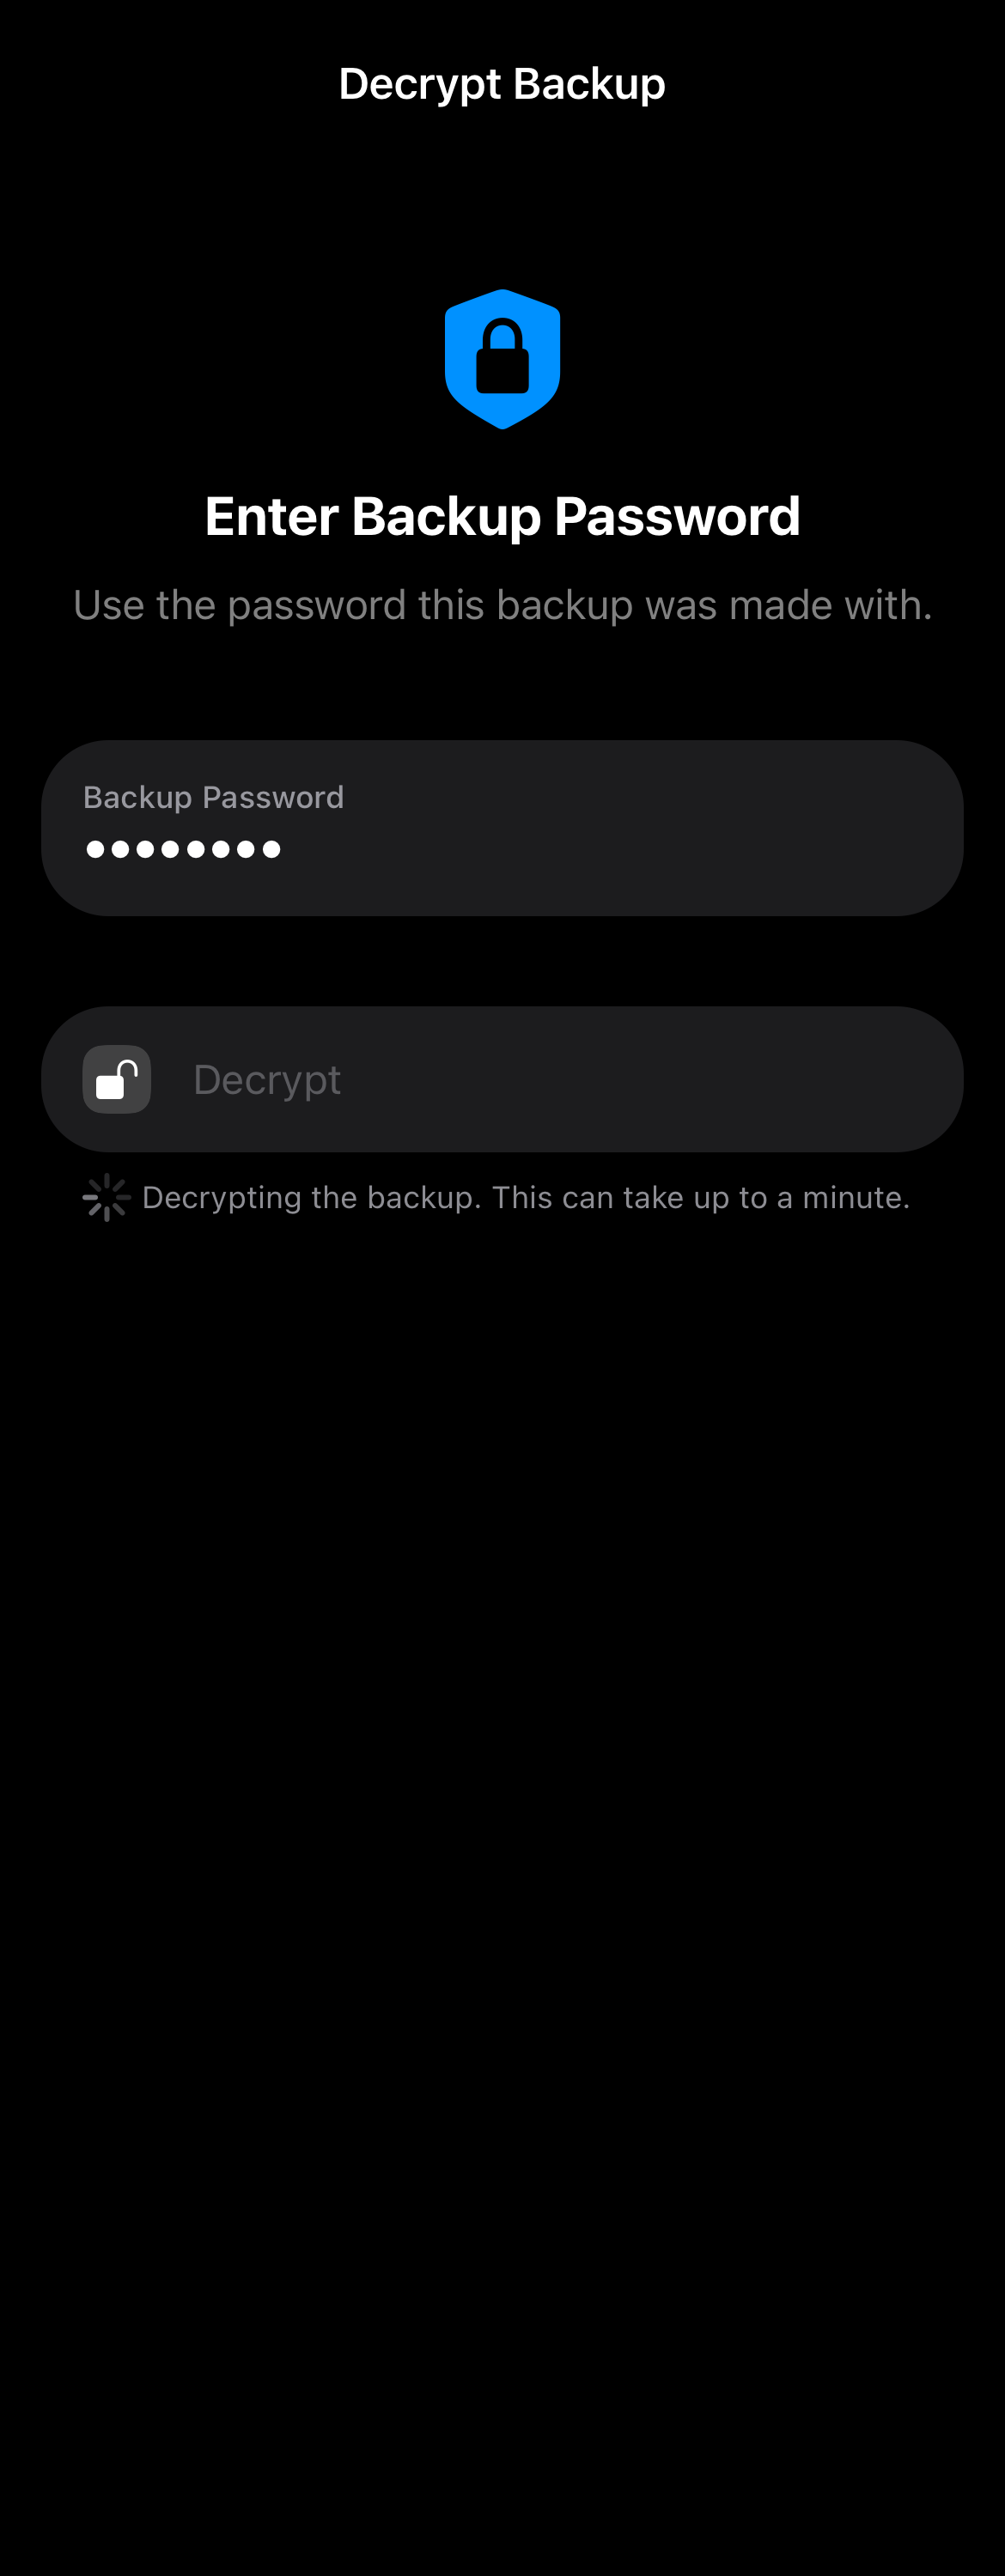 Decrypt Backup
Enter Backup Password
Use the password this backup was made with.
Backup Password
••••••••
Decrypt
Decrypting the backup. This can take up to a minute.